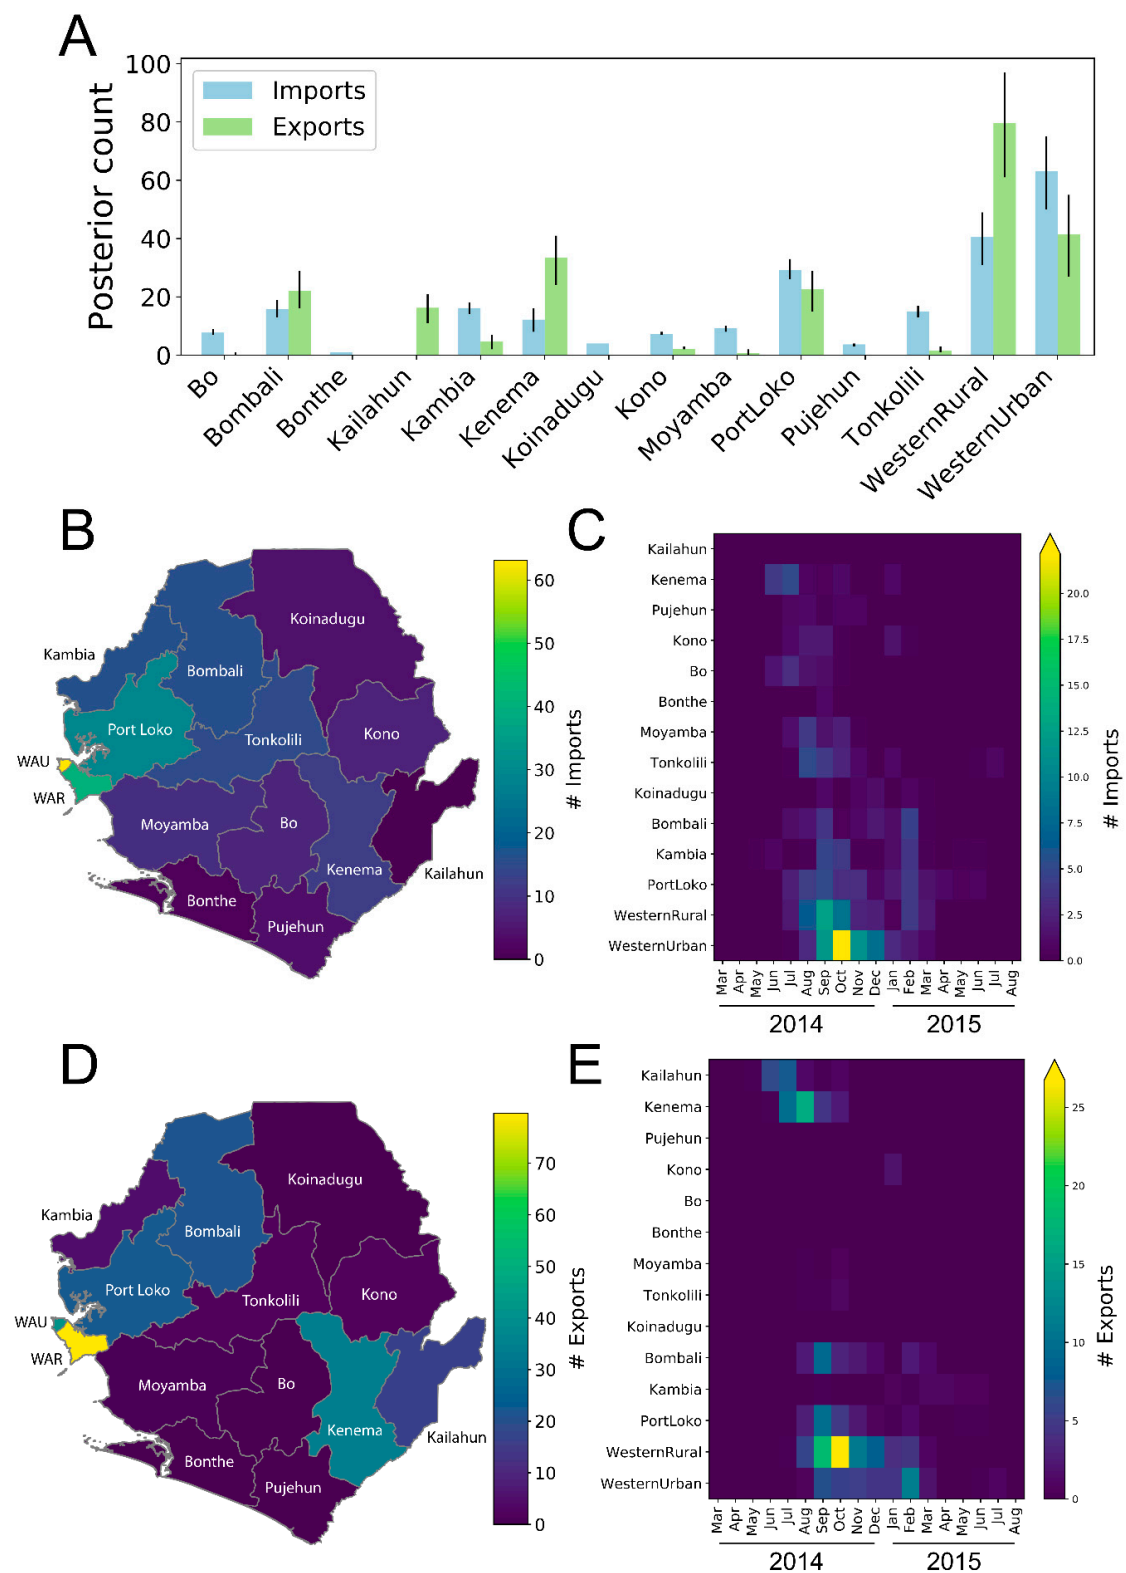 A
Posterior count
100
80
60
40
20
0
Imports
Exports
Bo
Bombali
Bonthe
Kailahun
Kambia
Kenema
Koinadugu
Kono
Moyamba
PortLoko
Pujehun
Tonkolili
WesternRural
WesternUrban
B
Koinadugu
Kambia
Bombali
Port Loko
Tonkolili
Kono
WAU
WAR
Moyamba
Bo
Kenema
Kailahun
Bonthe
Pujehun
60
50
40
30
20
10
0
# Imports
C
Kailahun
Kenema
Pujehun
Kono
Bo
Bonthe
Moyamba
Tonkolili
Koinadugu
Bombali
Kambia
PortLoko
WesternRural
WesternUrban
Mar Apr May Jun Jul Aug Sep Oct Nov Dec Jan Feb Mar Apr May Jun Jul Aug
2014 2015
20.0
17.5
15.0
12.5
10.0
7.5
5.0
2.5
0.0
# Imports
D
Koinadugu
Kambia
Bombali
Port Loko
Tonkolili
Kono
WAU
WAR
Moyamba
Bo
Kenema
Kailahun
Bonthe
Pujehun
70
60
50
40
30
20
10
0
# Exports
E
Kailahun
Kenema
Pujehun
Kono
Bo
Bonthe
Moyamba
Tonkolili
Koinadugu
Bombali
Kambia
PortLoko
WesternRural
WesternUrban
Mar Apr May Jun Jul Aug Sep Oct Nov Dec Jan Feb Mar Apr May Jun Jul Aug
2014 2015
25
20
15
10
5
0
# Exports